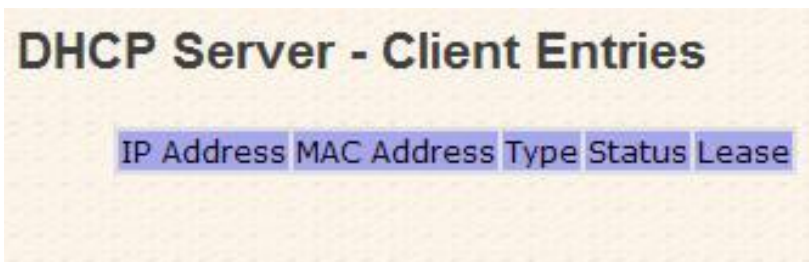 DHCP Server - Client Entries
IP Address MAC Address Type Status Lease